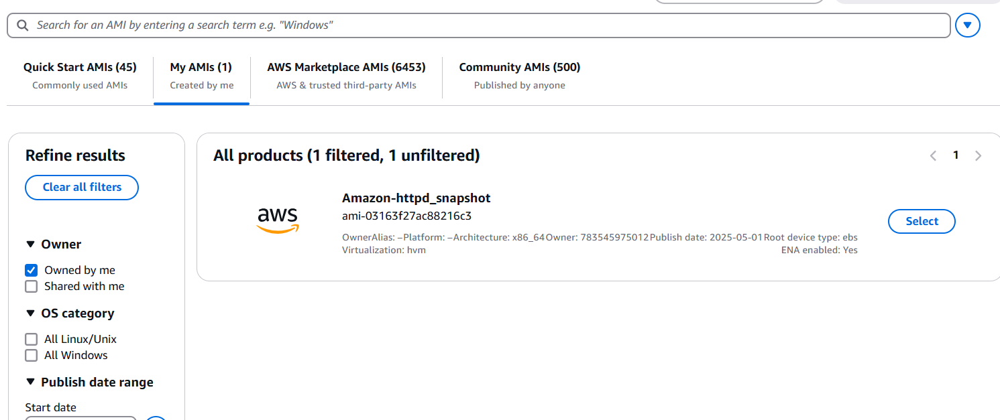 Search for an AMI by entering a search term e.g. "Windows"
Quick Start AMIs (45)
Commonly used AMIs
My AMIs (1)
Created by me
AWS Marketplace AMIs (6453)
AWS & trusted third-party AMIs
Community AMIs (500)
Published by anyone
Refine results
Clear all filters
Owner
Owned by me
Shared with me
OS category
All Linux/Unix
All Windows
Publish date range
Start date
All products (1 filtered, 1 unfiltered)
1
aws
Amazon-httpd_snapshot
ami-03163f27ac88216c3
OwnerAlias: –Platform: –Architecture: x86_64Owner: 783545975012Publish date: 2025-05-01Root device type: ebs
Virtualization: hvm ENA enabled: Yes
Select